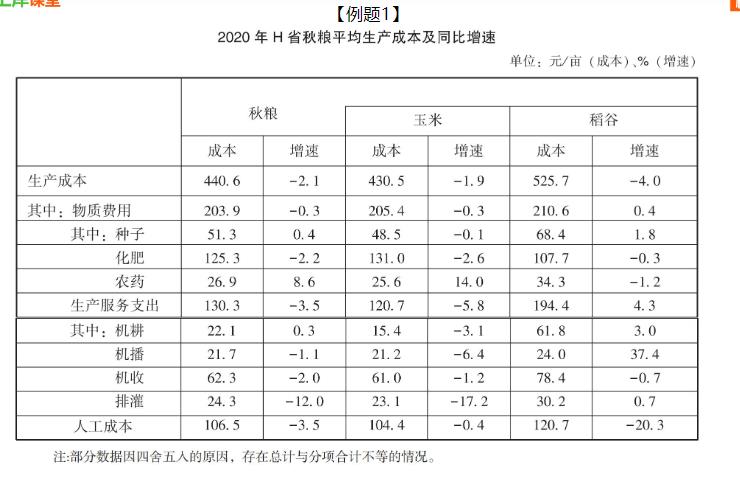 【例题1】
2020 年 H 省秋粮平均生产成本及同比增速
单位：元/亩（成本）、%（增速）
秋粮
玉米 稻谷
成本 增速 成本 增速 成本 增速
生产成本 440.6 -2.1 430.5 -1.9 525.7 -4.0
其中：物质费用 203.9 -0.3 205.4 -0.3 210.6 0.4
其中：种子 51.3 0.4 48.5 -0.1 68.4 1.8
化肥 125.3 -2.2 131.0 -2.6 107.7 -0.3
农药 26.9 8.6 25.6 14.0 34.3 -1.2
生产服务支出 130.3 -3.5 120.7 -5.8 194.4 4.3
其中：机耕 22.1 0.3 15.4 -3.1 61.8 3.0
机播 21.7 -1.1 21.2 -6.4 24.0 37.4
机收 62.3 -2.0 61.0 -1.2 78.4 -0.7
排灌 24.3 -12.0 23.1 -17.2 30.2 0.7
人工成本 106.5 -3.5 104.4 -0.4 120.7 -20.3
注:部分数据因四舍五入的原因，存在总计与分项合计不等的情况。